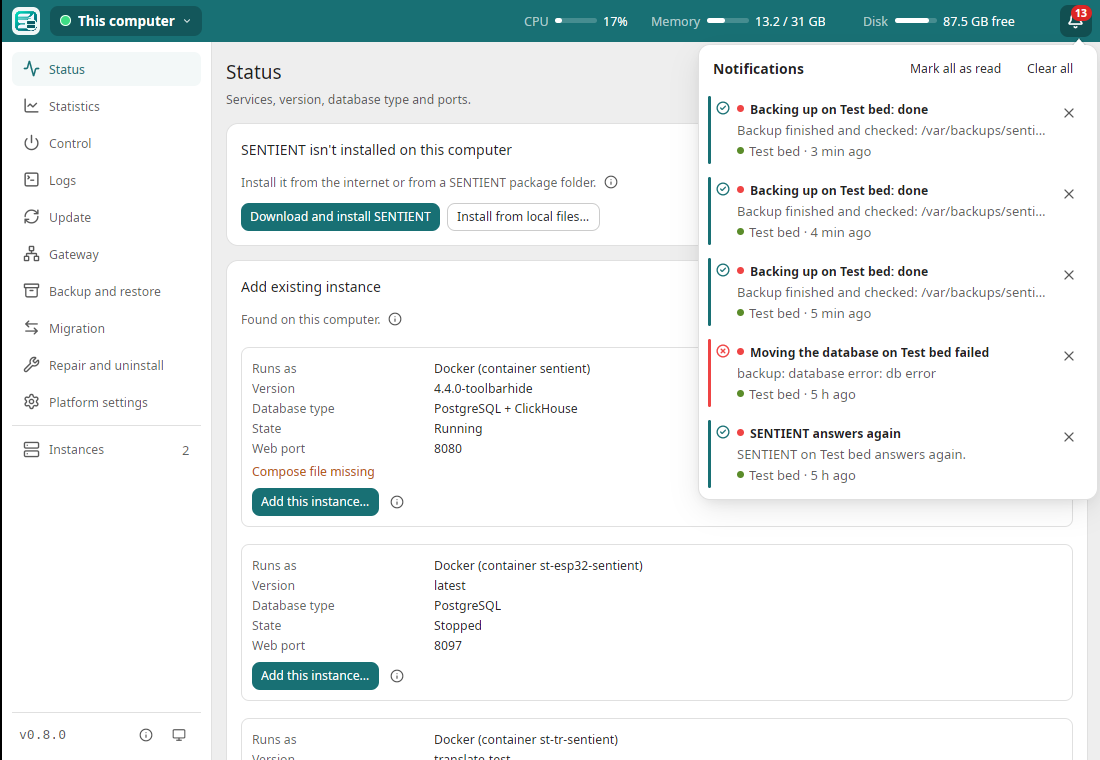 This computer
CPU 17% Memory 13.2 / 31 GB Disk 87.5 GB free
13
Status
Statistics
Control
Logs
Update
Gateway
Backup and restore
Migration
Repair and uninstall
Platform settings
Instances 2
v0.8.0
Status
Services, version, database type and ports.
SENTIENT isn't installed on this computer
Install it from the internet or from a SENTIENT package folder.
Download and install SENTIENT
Install from local files...
Add existing instance
Found on this computer.
Runs as Docker (container sentient)
Version 4.4.0-toolbarhide
Database type PostgreSQL + ClickHouse
State Running
Web port 8080
Compose file missing
Add this instance...
Runs as Docker (container st-esp32-sentient)
Version latest
Database type PostgreSQL
State Stopped
Web port 8097
Add this instance...
Runs as Docker (container st-tr-sentient)
Version translate-test
Notifications Mark all as read Clear all
Backing up on Test bed: done
Backup finished and checked: /var/backups/senti...
Test bed · 3 min ago
Backing up on Test bed: done
Backup finished and checked: /var/backups/senti...
Test bed · 4 min ago
Backing up on Test bed: done
Backup finished and checked: /var/backups/senti...
Test bed · 5 min ago
Moving the database on Test bed failed
backup: database error: db error
Test bed · 5 h ago
SENTIENT answers again
SENTIENT on Test bed answers again.
Test bed · 5 h ago